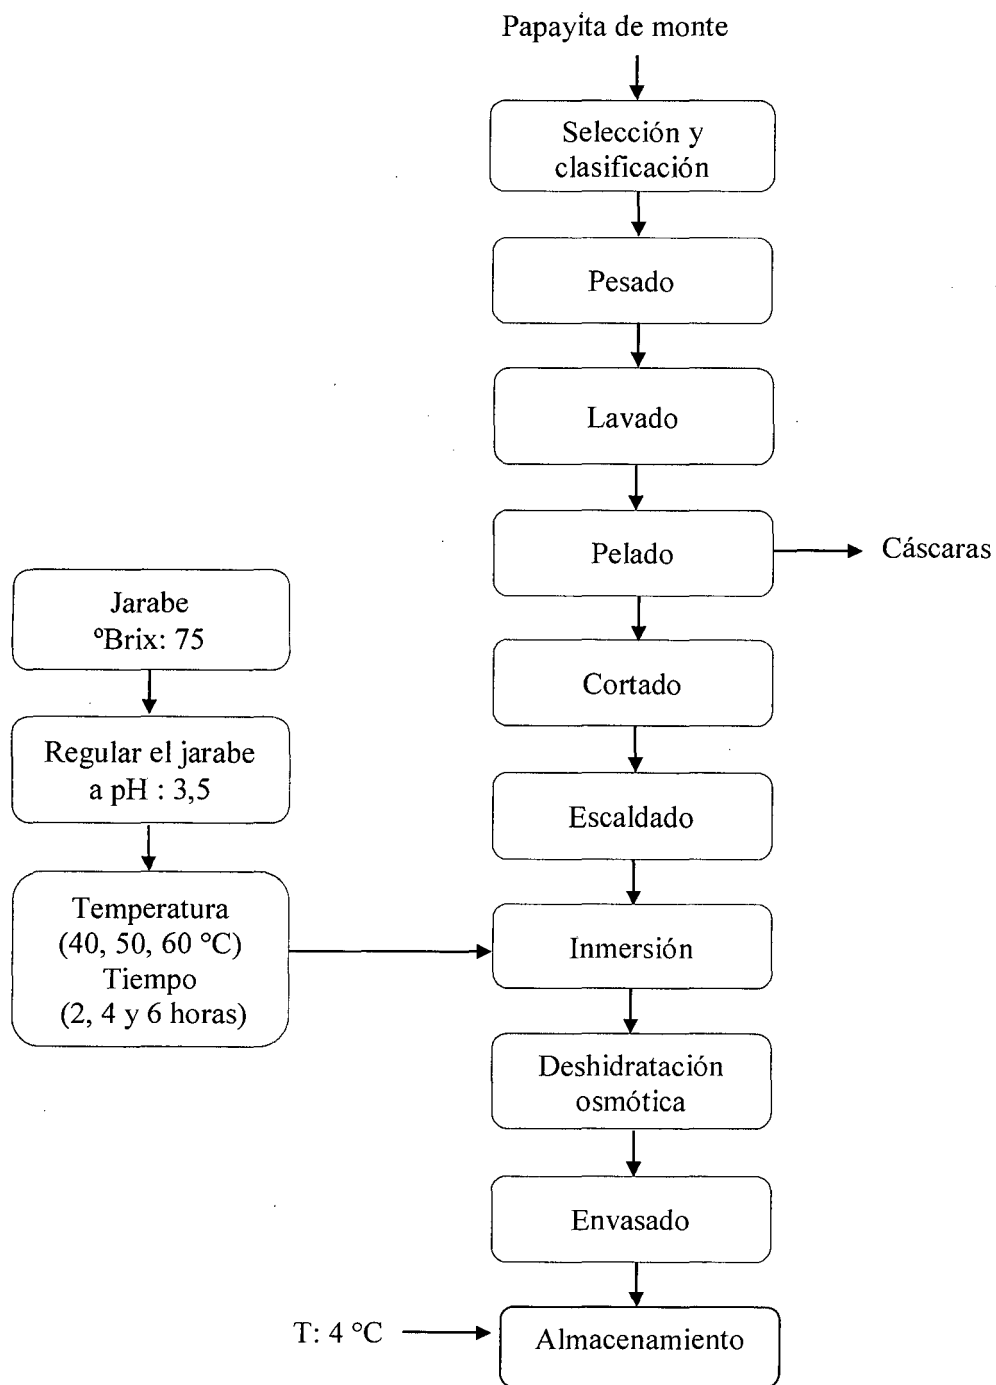 Papayita de monte
Selección y
clasificación
Pesado
Lavado
Pelado
Cáscaras
Jarabe
ºBrix: 75
Cortado
Regular el jarabe
a pH : 3,5
Escaldado
Temperatura
(40, 50, 60 °C)
Tiempo
(2, 4 y 6 horas)
Inmersión
Deshidratación
osmótica
Envasado
T: 4 °C
Almacenamiento